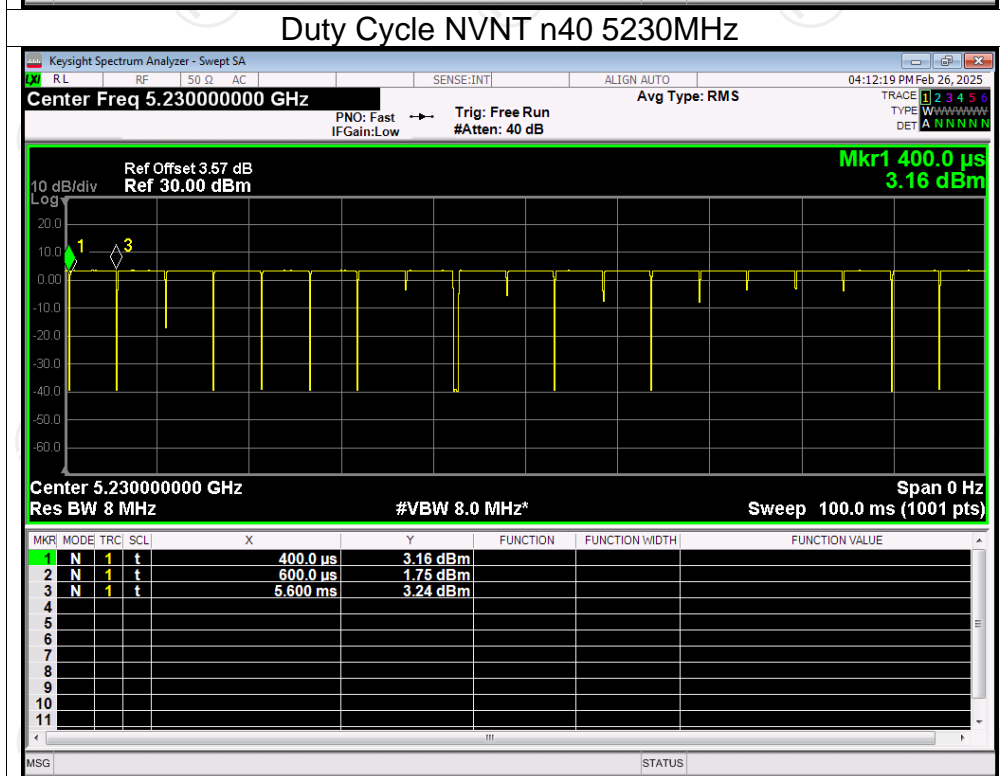 Duty Cycle NVNT n40 5230MHz
Keysight Spectrum Analyzer - Swept SA
LXI RL RF 50 Ω AC SENSE:INT ALIGN AUTO 04:12:19 PM Feb 26, 2025
Center Freq 5.230000000 GHz Avg Type: RMS TRACE 1 2 3 4 5 6
PNO: Fast Trig: Free Run TYPE WWWWWW
IFGain:Low #Atten: 40 dB DET A N N N N N
Mkr1 400.0 µs
Ref Offset 3.57 dB
10 dB/div Ref 30.00 dBm 3.16 dBm
Log
20.0
10.0
1 3
0.00
-10.0
-20.0
-30.0
-40.0
-50.0
-60.0
Center 5.230000000 GHz Span 0 Hz
Res BW 8 MHz #VBW 8.0 MHz* Sweep 100.0 ms (1001 pts)
MKR MODE TRC SCL X Y FUNCTION FUNCTION WIDTH FUNCTION VALUE
1 N 1 t 400.0 µs 3.16 dBm
2 N 1 t 600.0 µs 1.75 dBm
3 N 1 t 5.600 ms 3.24 dBm
4
5
6
7
8
9
10
11
MSG STATUS